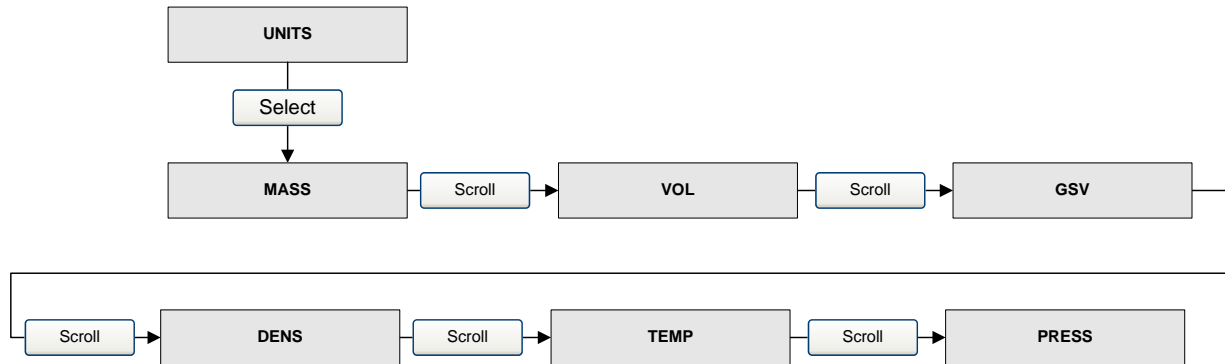 UNITS
Select
MASS Scroll VOL Scroll GSV
Scroll DENS Scroll TEMP Scroll PRESS